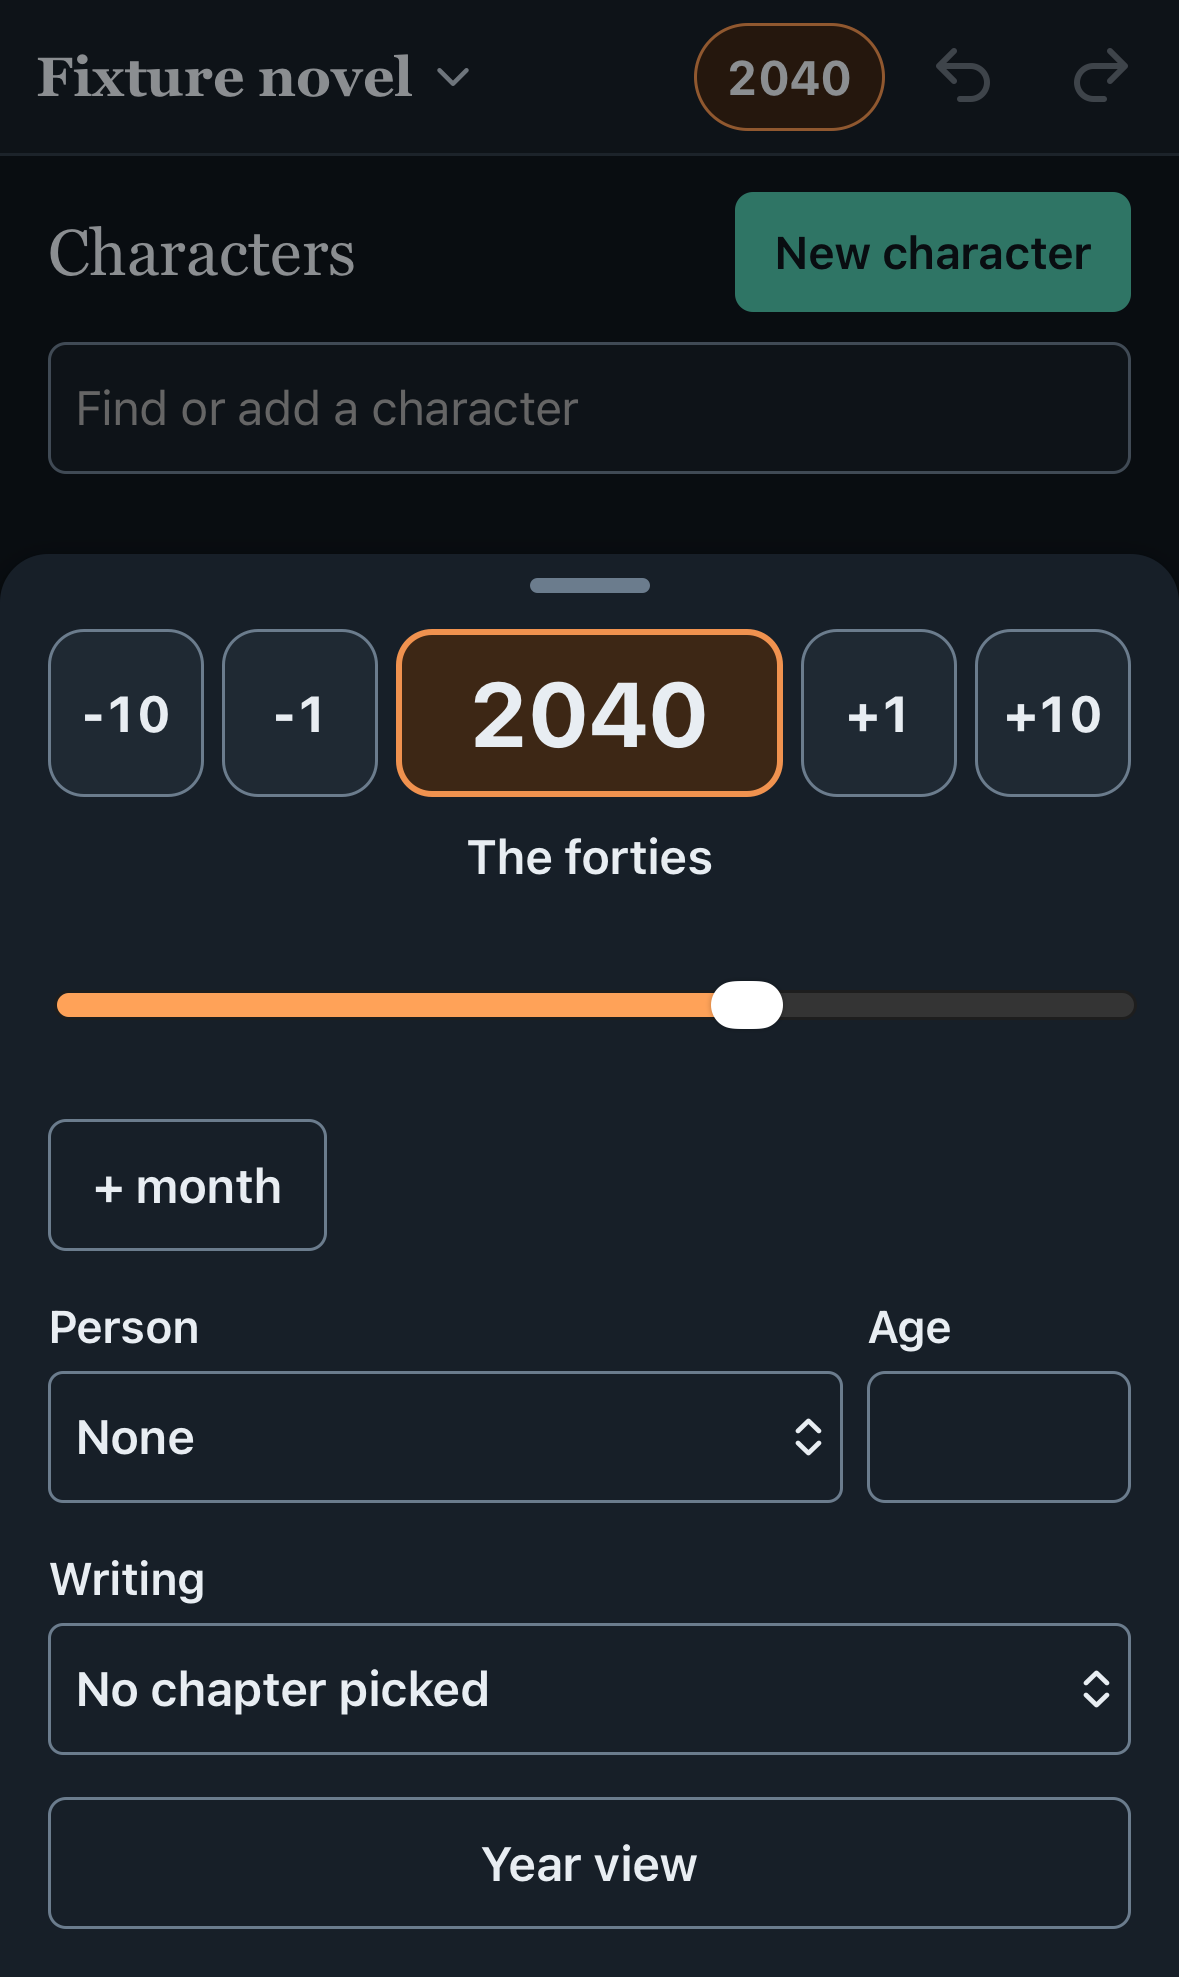 Fixture novel 2040
Characters New character
Find or add a character
-10 -1 2040 +1 +10
The forties
+ month
Person Age
None
Writing
No chapter picked
Year view